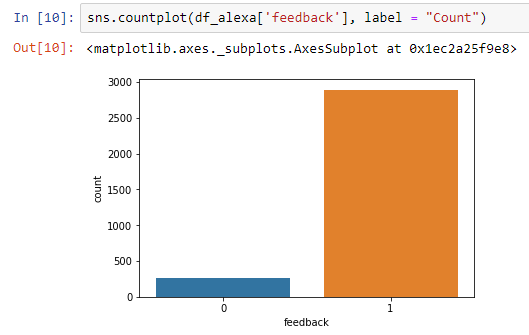 In [10]: sns.countplot(df_alexa['feedback'], label = "Count")
Out[10]: <matplotlib.axes._subplots.AxesSubplot at 0x1ec2a25f9e8>
3000
2500
2000
1500
1000
500
0
count
0 1
feedback